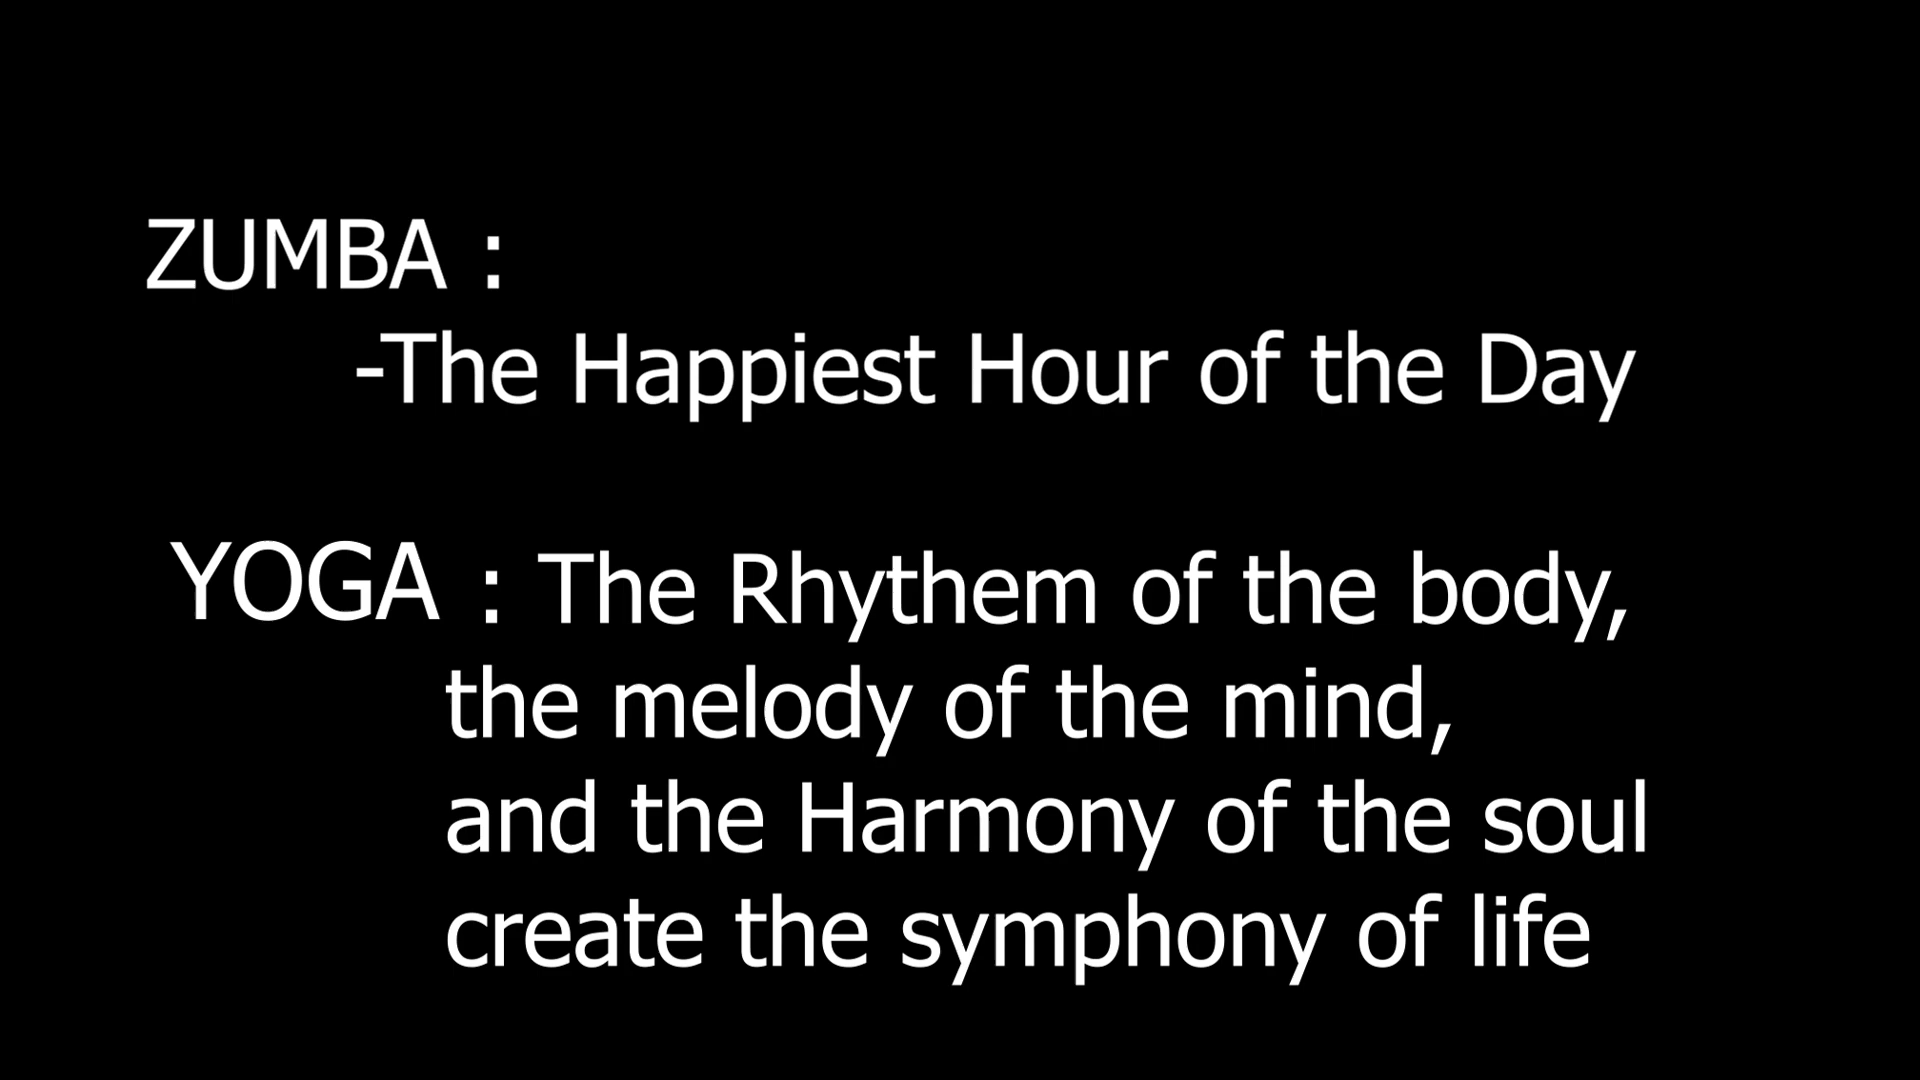 ZUMBA :
-The Happiest Hour of the Day
YOGA : The Rhythem of the body,
the melody of the mind,
and the Harmony of the soul
create the symphony of life